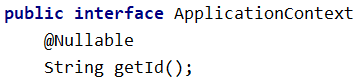 public interface ApplicationContext
@Nullable
String getId();